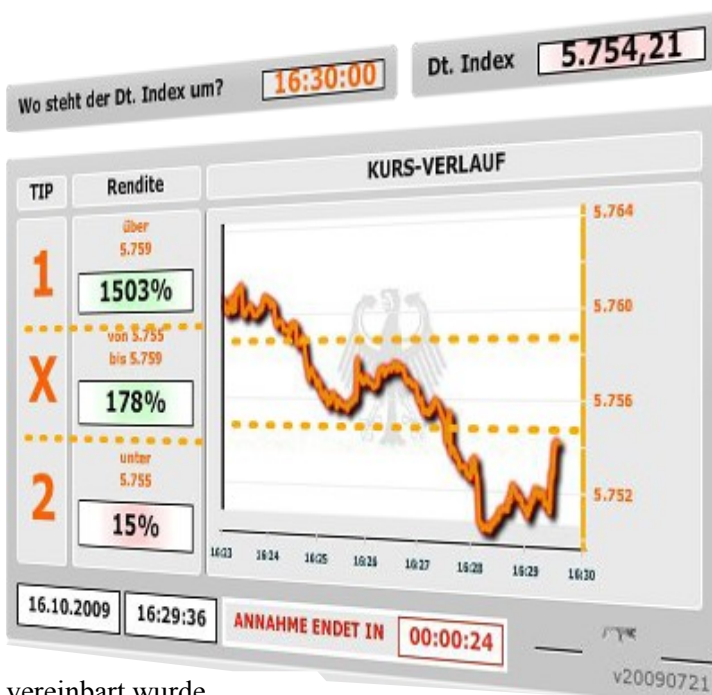 Wo steht der Dt. Index um? 16:30:00
Dt. Index 5.754,21
TIP Rendite KURS-VERLAUF
1
über
5.759
1503%
X
von 5.755
bis 5.759
178%
2
unter
5.755
15%
5.764
5.760
5.756
5.752
16:23 16:24 16:25 16:26 16:27 16:28 16:29 16:30
16.10.2009 16:29:36 ANNAHME ENDET IN 00:00:24
v20090721
vereinbart wurde